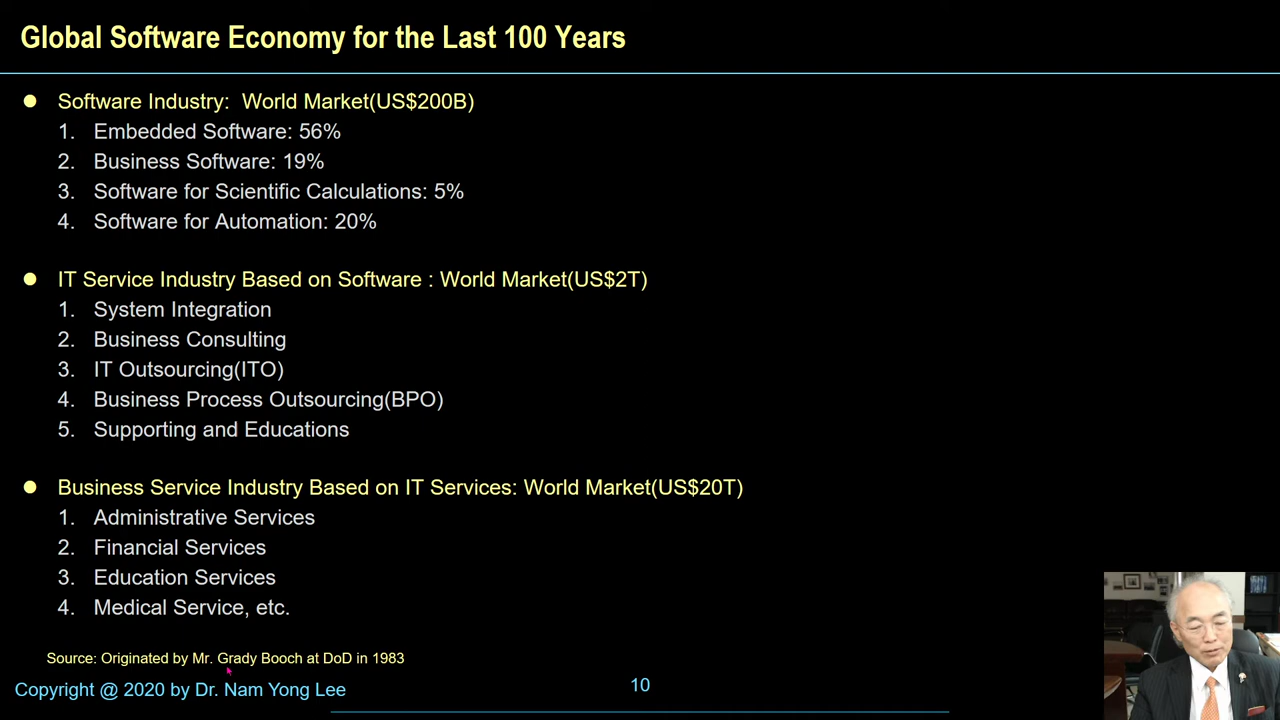 Global Software Economy for the Last 100 Years
● Software Industry: World Market(US$200B)
1. Embedded Software: 56%
2. Business Software: 19%
3. Software for Scientific Calculations: 5%
4. Software for Automation: 20%
● IT Service Industry Based on Software : World Market(US$2T)
1. System Integration
2. Business Consulting
3. IT Outsourcing(ITO)
4. Business Process Outsourcing(BPO)
5. Supporting and Educations
● Business Service Industry Based on IT Services: World Market(US$20T)
1. Administrative Services
2. Financial Services
3. Education Services
4. Medical Service, etc.
Source: Originated by Mr. Grady Booch at DoD in 1983
Copyright @ 2020 by Dr. Nam Yong Lee
10